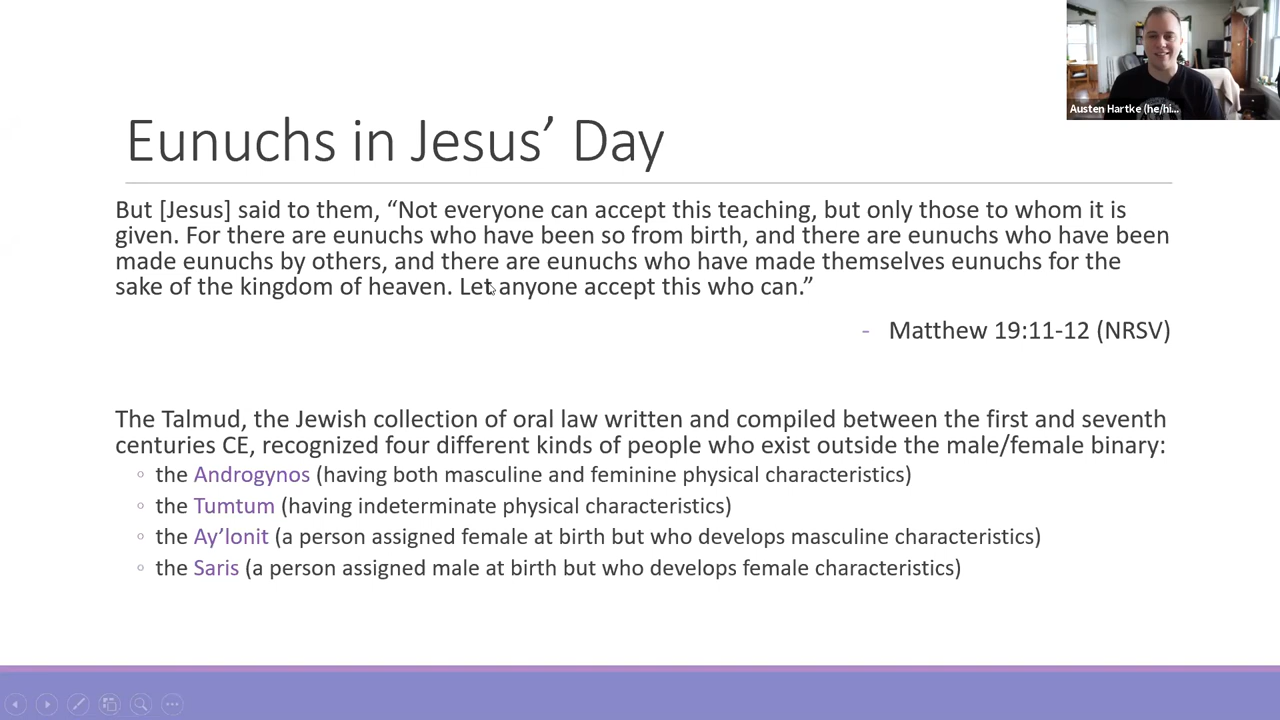 Austen Hartke (he/hi...
Eunuchs in Jesus’ Day
But [Jesus] said to them, “Not everyone can accept this teaching, but only those to whom it is
given. For there are eunuchs who have been so from birth, and there are eunuchs who have been
made eunuchs by others, and there are eunuchs who have made themselves eunuchs for the
sake of the kingdom of heaven. Let anyone accept this who can.”
- Matthew 19:11-12 (NRSV)
The Talmud, the Jewish collection of oral law written and compiled between the first and seventh
centuries CE, recognized four different kinds of people who exist outside the male/female binary:
◦ the Androgynos (having both masculine and feminine physical characteristics)
◦ the Tumtum (having indeterminate physical characteristics)
◦ the Ay’lonit (a person assigned female at birth but who develops masculine characteristics)
◦ the Saris (a person assigned male at birth but who develops female characteristics)